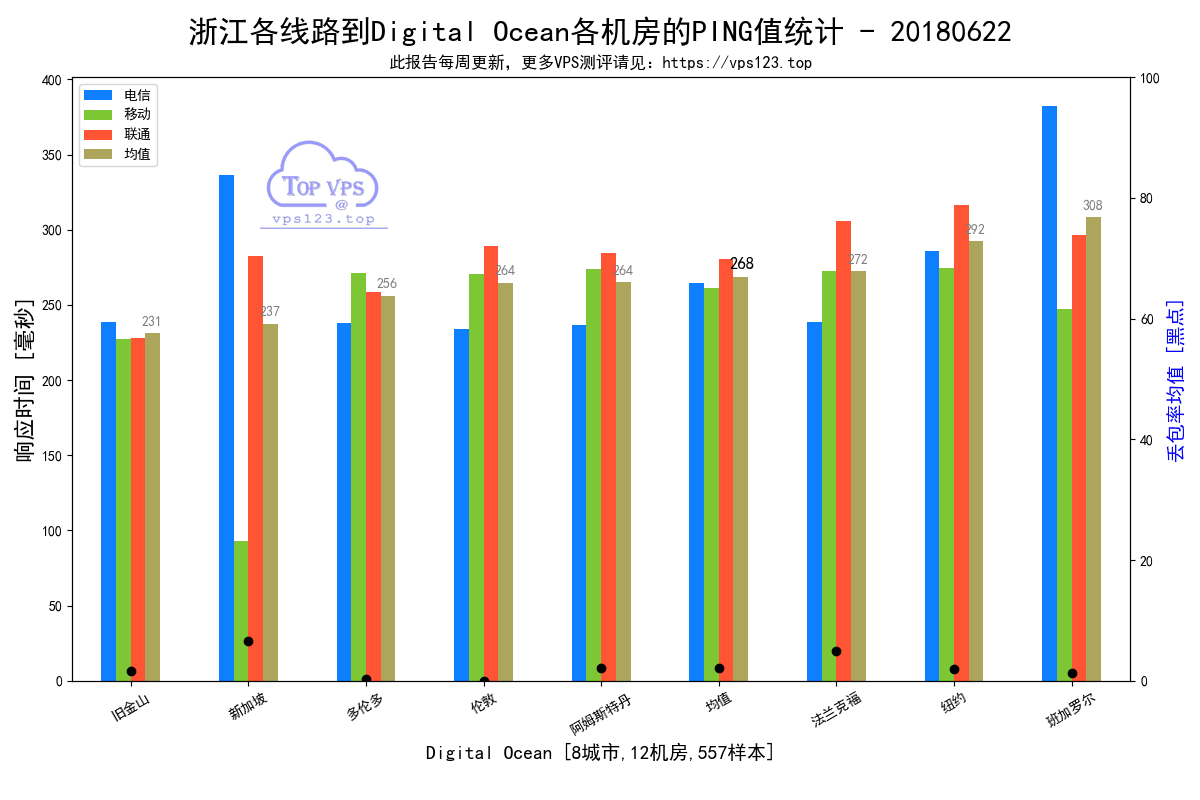 浙江各线路到Digital Ocean各机房的PING值统计 - 20180622
此报告每周更新，更多VPS测评请见：https://vps123.top
电信
移动
联通
均值
TOP VPS
@
vps123.top
响应时间 [毫秒]
400
350
300
250
200
150
100
50
0
231
237
256
264
264
268
272
292
308
100
80
60
40
20
0
丢包率均值 [黑点]
旧金山
新加坡
多伦多
伦敦
阿姆斯特丹
均值
法兰克福
纽约
班加罗尔
Digital Ocean [8城市,12机房,557样本]